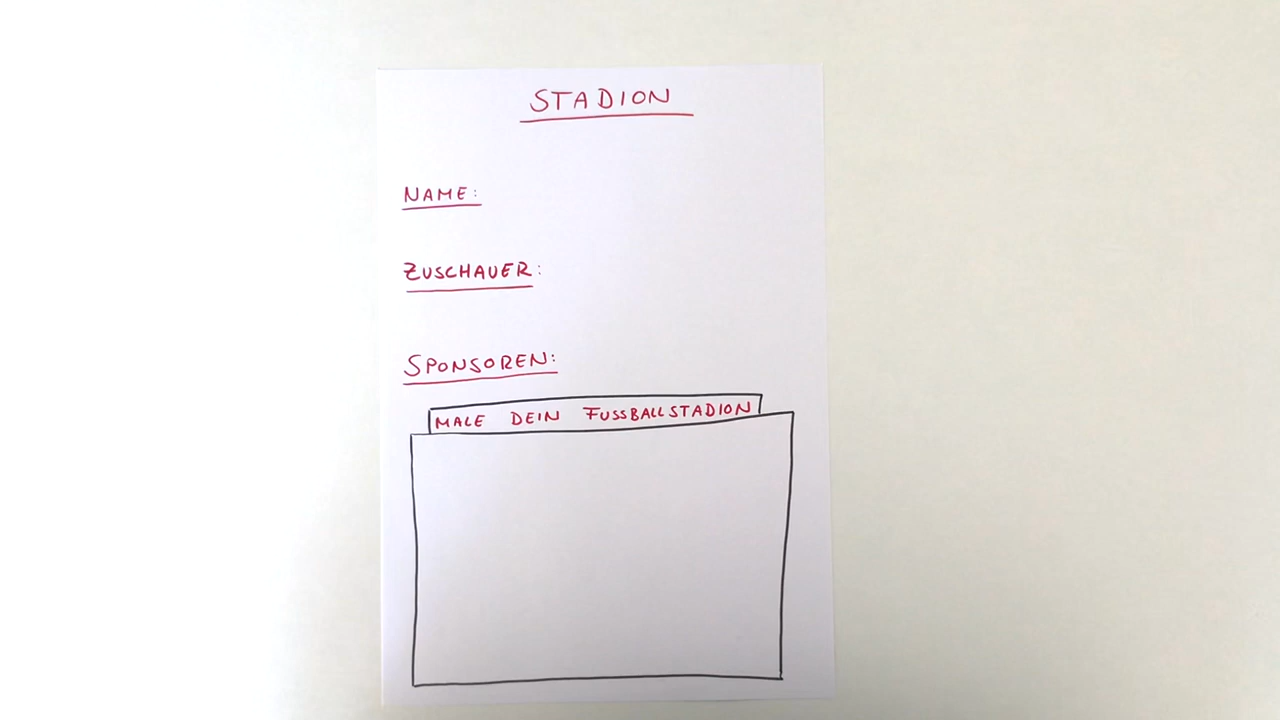 STADION
NAME:
ZUSCHAUER:
SPONSOREN:
MALE DEIN FUSSBALLSTADION